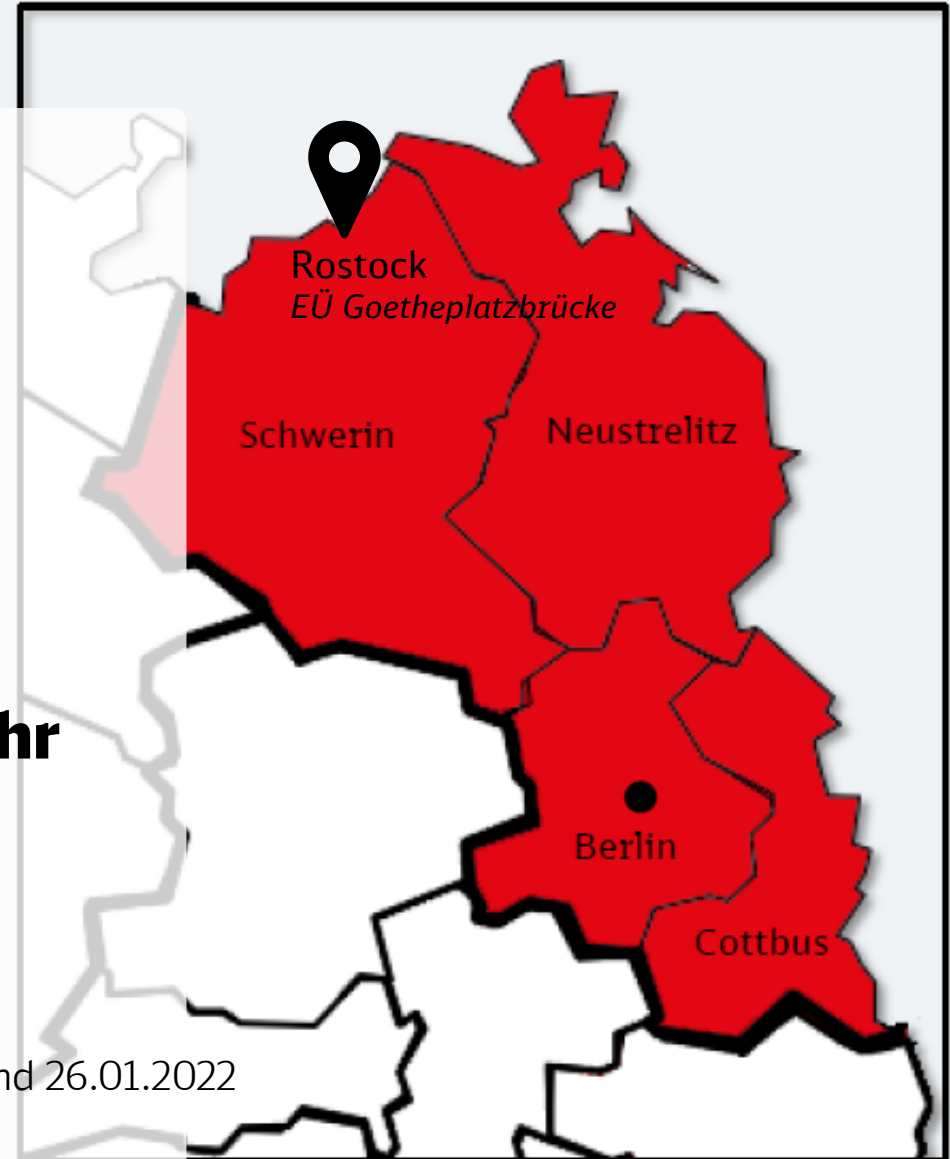 Rostock
EÜ Goetheplatzbrücke
Schwerin
Neustrelitz
hr
Berlin
Cottbus
nd 26.01.2022